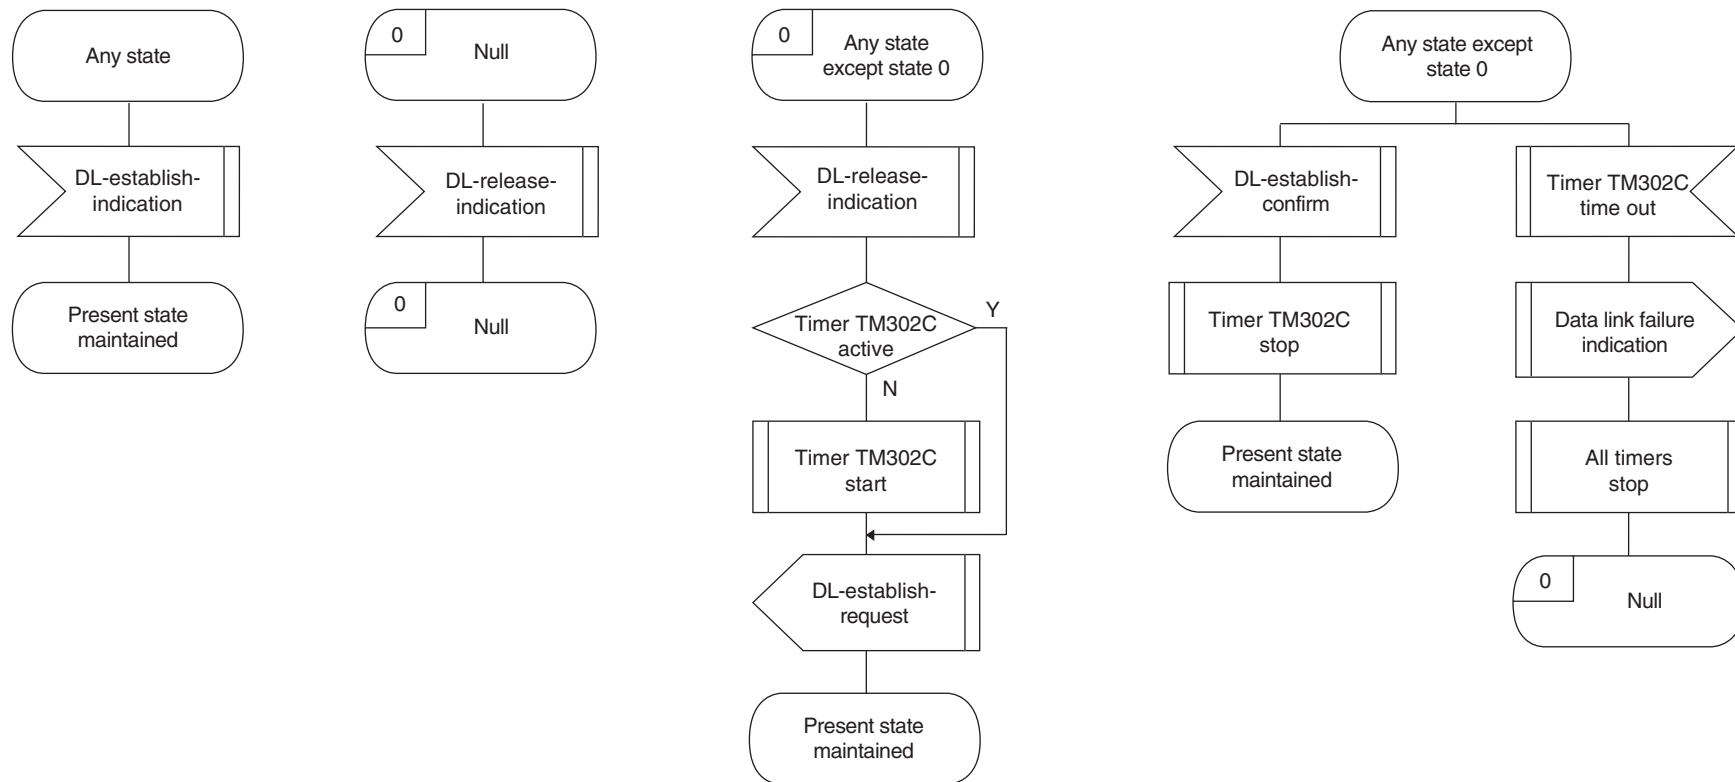 Any state
DL-establish-
indication
Present state
maintained
0
Null
DL-release-
indication
0
Null
0
Any state
except state 0
DL-release-
indication
Timer TM302C
active
Y
N
Timer TM302C
start
DL-establish-
request
Present state
maintained
Any state except
state 0
DL-establish-
confirm
Timer TM302C
stop
Present state
maintained
Timer TM302C
time out
Data link failure
indication
All timers
stop
0
Null